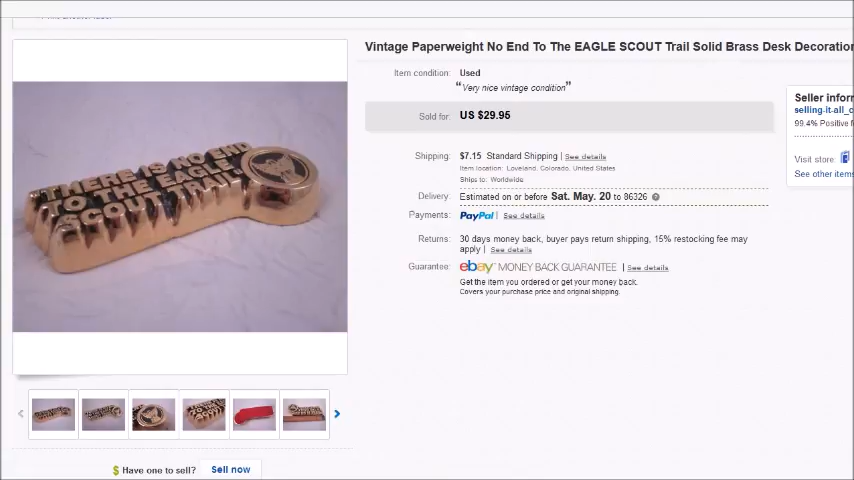 Vintage Paperweight No End To The EAGLE SCOUT Trail Solid Brass Desk Decoration
Item condition: Used
"Very nice vintage condition"
Sold for: US $29.95
Shipping: $7.15 Standard Shipping | See details
Item location: Loveland, Colorado, United States
Ships to: Worldwide
Delivery: Estimated on or before Sat. May. 20 to 86326
Payments: PayPal | See details
Returns: 30 days money back, buyer pays return shipping, 15% restocking fee may
apply | See details
Guarantee: ebay MONEY BACK GUARANTEE | See details
Get the item you ordered or get your money back.
Covers your purchase price and original shipping.
Seller infor
selling-it-all_
99.4% Positive f
Visit store:
See other items
THERE IS NO END
TO THE EAGLE
SCOUT TRAIL
$ Have one to sell? Sell now